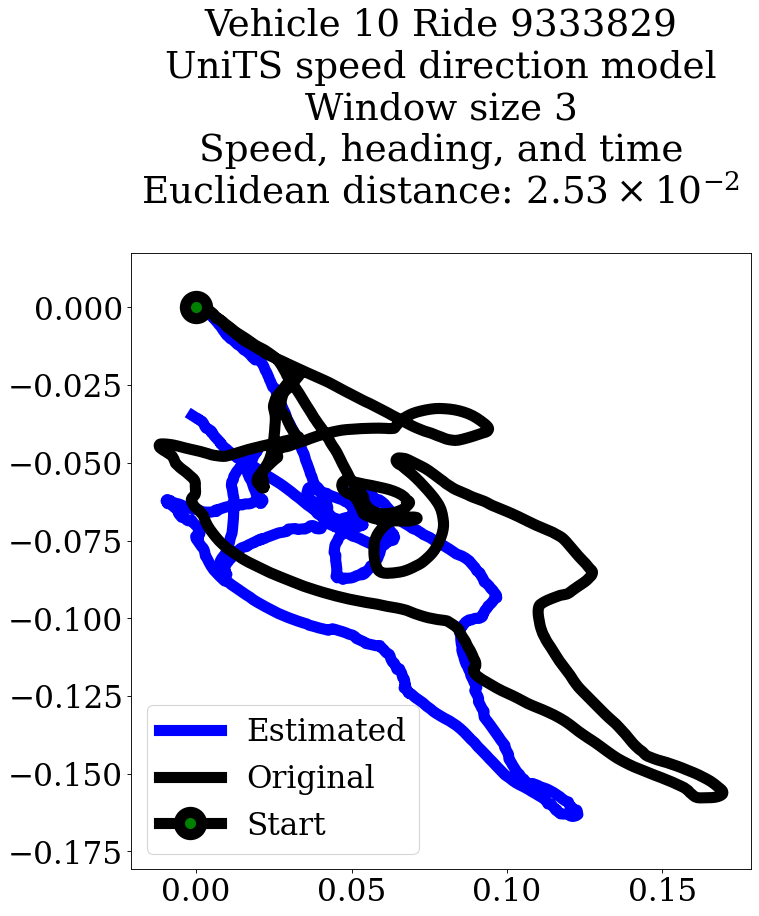 Vehicle 10 Ride 9333829
UniTS speed direction model
Window size 3
Speed, heading, and time
Euclidean distance: 2.53 × 10⁻²
0.000
−0.025
−0.050
−0.075
−0.100
−0.125
−0.150
−0.175
Estimated
Original
Start
0.00 0.05 0.10 0.15